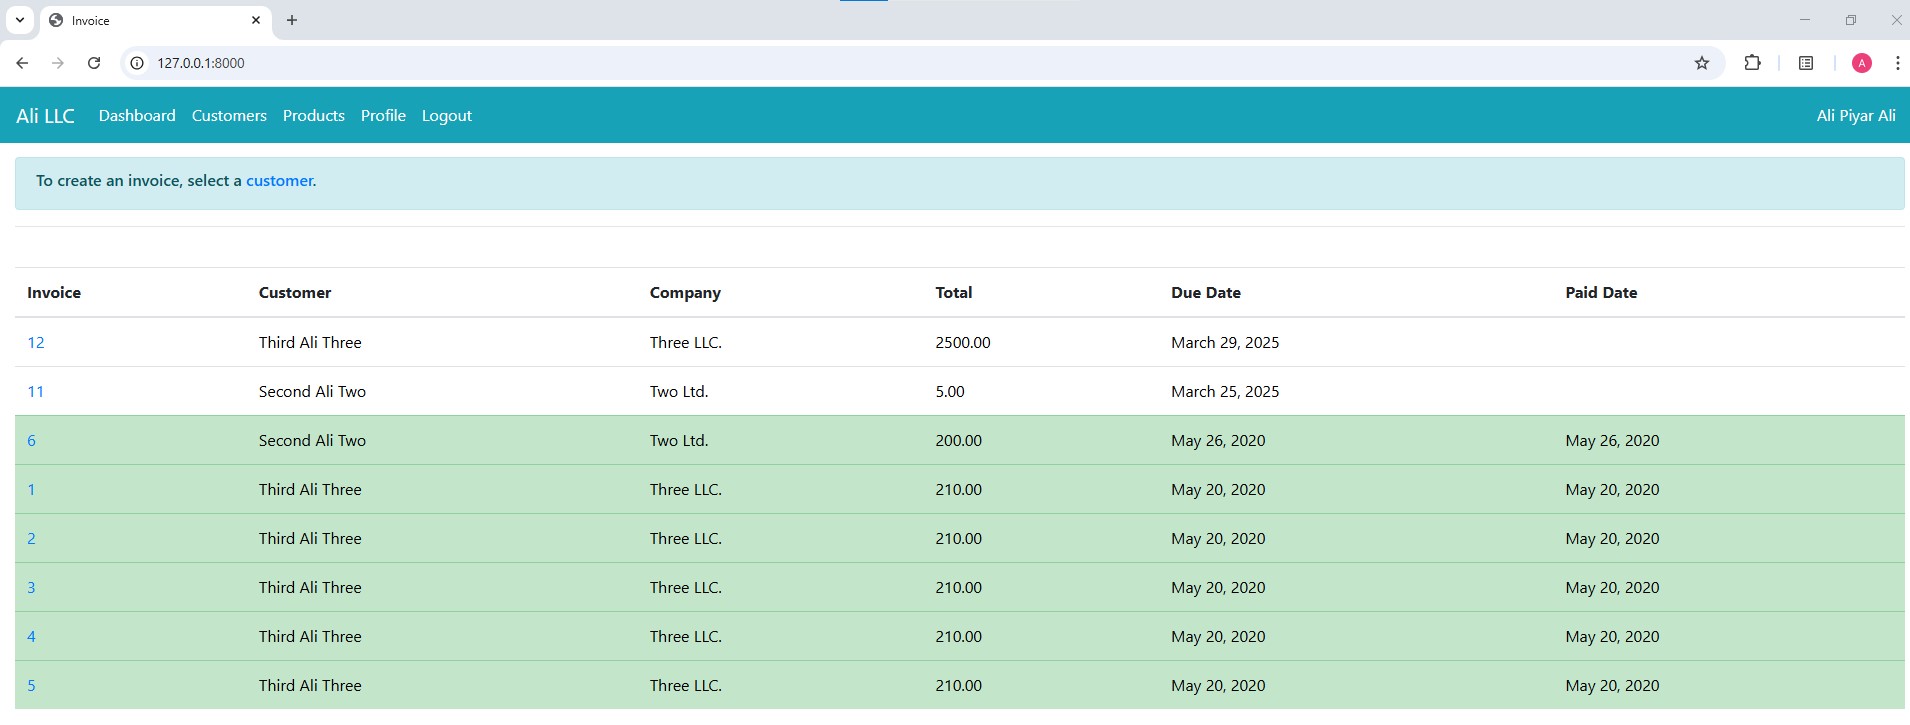 Invoice
127.0.0.1:8000
A
Ali LLC Dashboard Customers Products Profile Logout Ali Piyar Ali
To create an invoice, select a customer.
Invoice Customer Company Total Due Date Paid Date
12 Third Ali Three Three LLC. 2500.00 March 29, 2025
11 Second Ali Two Two Ltd. 5.00 March 25, 2025
6 Second Ali Two Two Ltd. 200.00 May 26, 2020 May 26, 2020
1 Third Ali Three Three LLC. 210.00 May 20, 2020 May 20, 2020
2 Third Ali Three Three LLC. 210.00 May 20, 2020 May 20, 2020
3 Third Ali Three Three LLC. 210.00 May 20, 2020 May 20, 2020
4 Third Ali Three Three LLC. 210.00 May 20, 2020 May 20, 2020
5 Third Ali Three Three LLC. 210.00 May 20, 2020 May 20, 2020